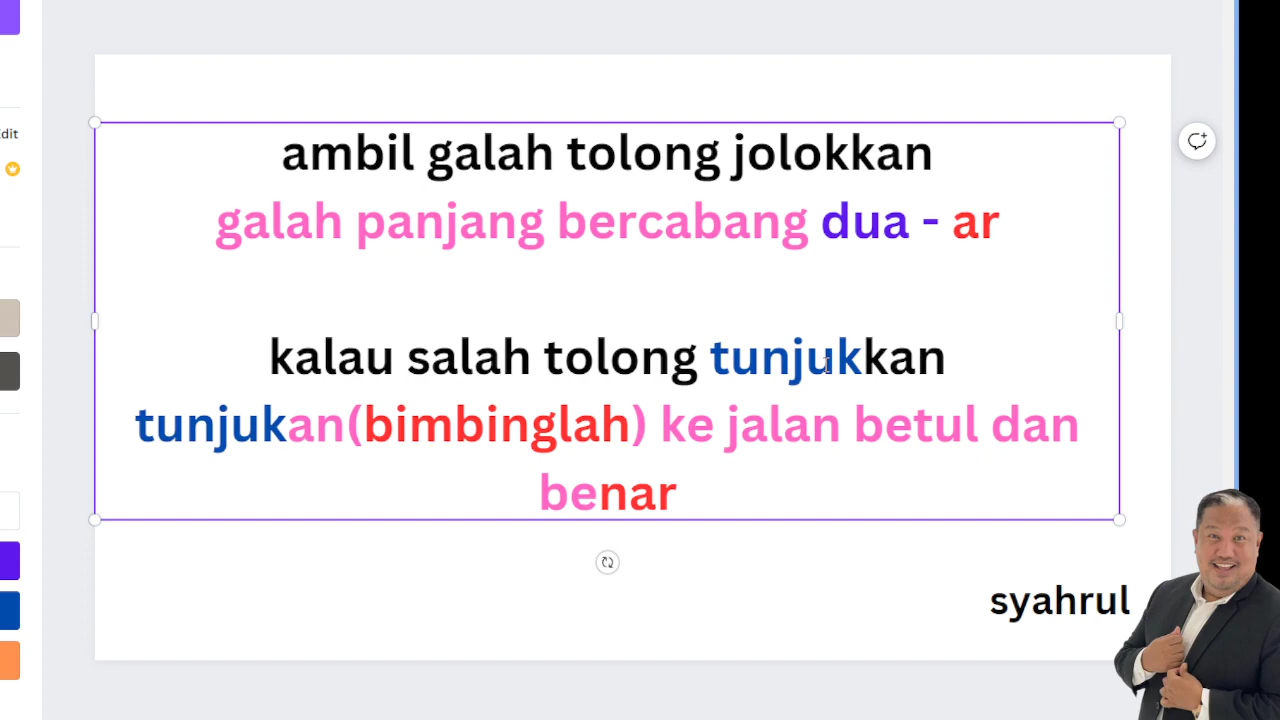 dit
ambil galah tolong jolokkan
galah panjang bercabang dua - ar
kalau salah tolong tunjukkan
tunjukan(bimbinglah) ke jalan betul dan
benar
syahrul